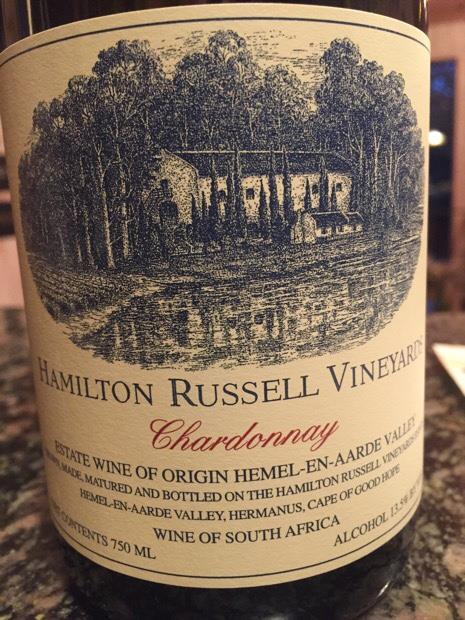 HAMILTON RUSSELL VINEYARDS
Chardonnay
ESTATE WINE OF ORIGIN HEMEL-EN-AARDE VALLEY
MADE, MATURED AND BOTTLED ON THE HAMILTON RUSSELL VINEYARDS
HEMEL-EN-AARDE VALLEY, HERMANUS, CAPE OF GOOD HOPE
CONTENTS 750 ML
WINE OF SOUTH AFRICA
ALCOHOL 13.5%